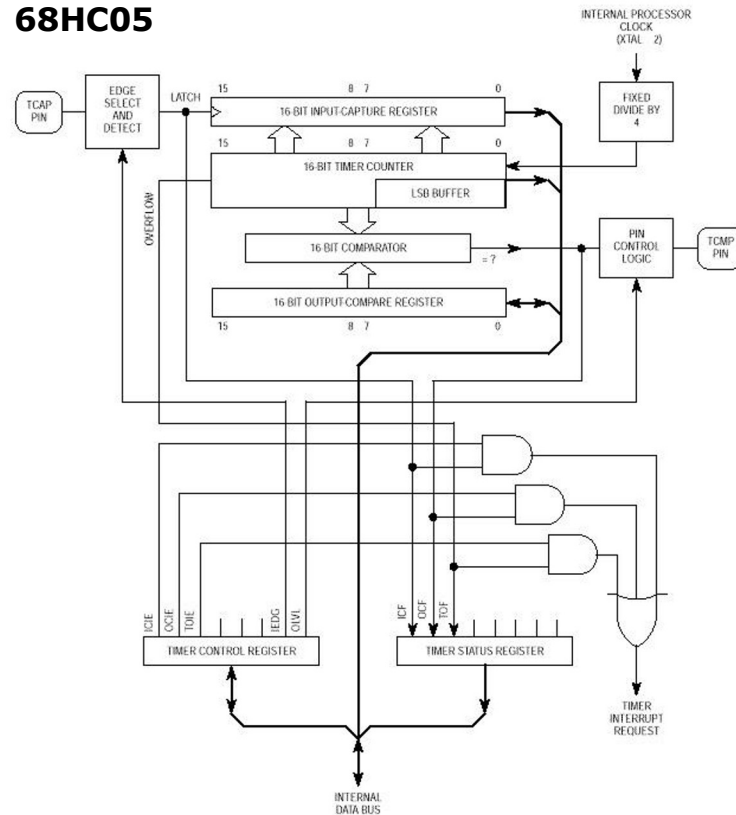 68HC05
INTERNAL PROCESSOR
CLOCK
(XTAL 2)
TCAP
PIN
EDGE
SELECT
AND
DETECT
LATCH
15 8 7 0
16-BIT INPUT-CAPTURE REGISTER
FIXED
DIVIDE BY
4
15 8 7 0
16-BIT TIMER COUNTER
LSB BUFFER
OVERFLOW
16-BIT COMPARATOR
= ?
PIN
CONTROL
LOGIC
TCMP
PIN
16 BIT OUTPUT-COMPARE REGISTER
15 8 7 0
ICIE
OCIE
TOIE
IEDG
OLVL
ICF
OCF
TOF
TIMER CONTROL REGISTER
TIMER STATUS REGISTER
TIMER
INTERRUPT
REQUEST
INTERNAL
DATA BUS